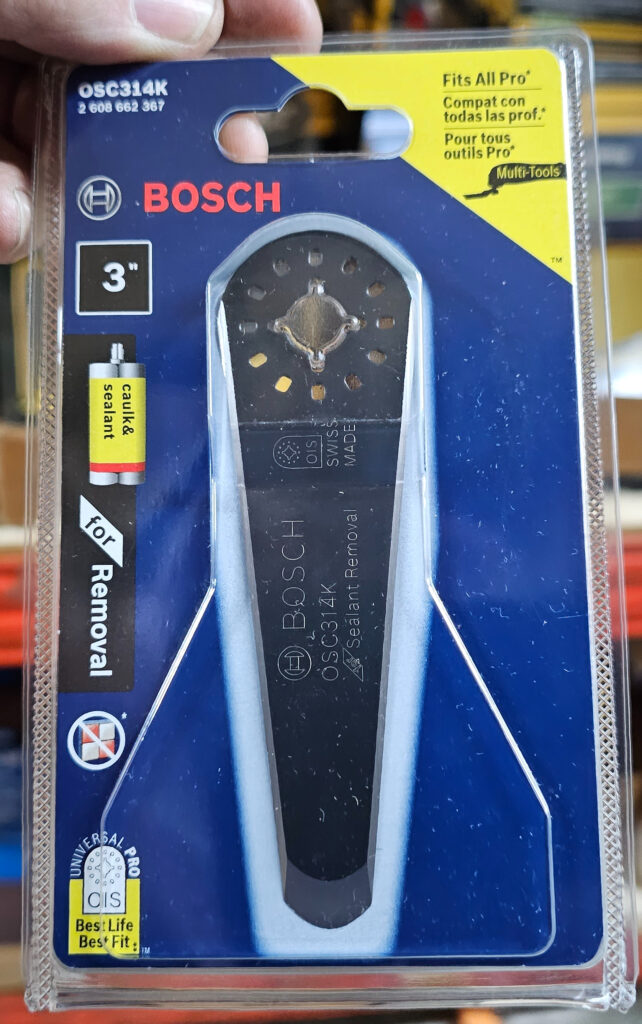 OSC314K
2 608 662 367
BOSCH
3"
caulk&
sealant
for
Removal
Fits All Pro*
Compat con
todas las prof.*
Pour tous
outils Pro*
Multi-Tools
TM
OIS
SWISS
MADE
BOSCH
OSC314K
Sealant Removal
*
UNIVERSAL PRO
OIS
Best Life
Best Fit
TM